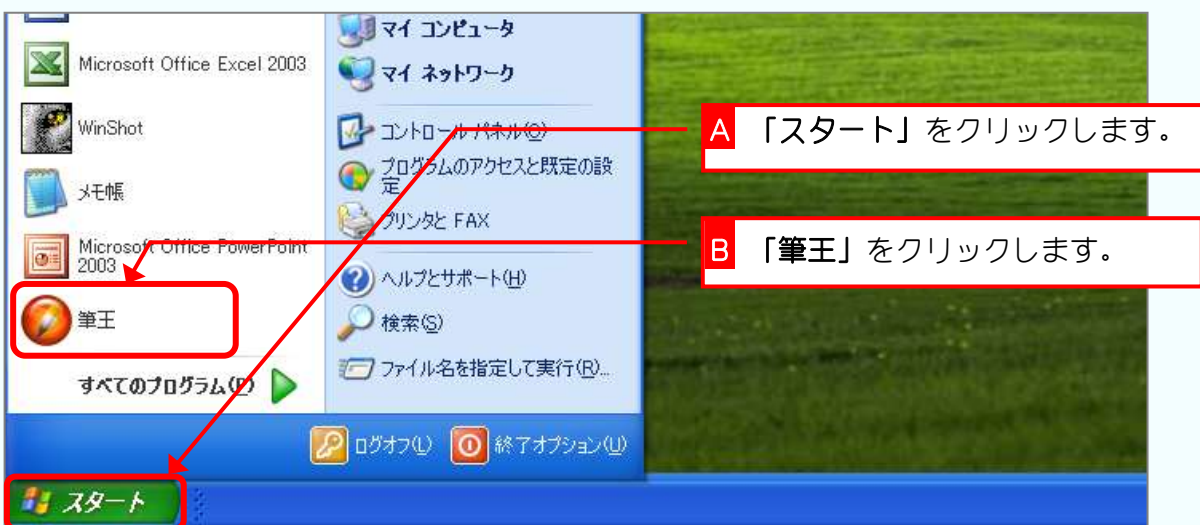 Microsoft Office Excel 2003
WinShot
メモ帳
Microsoft Office PowerPoint
2003
筆王
すべてのプログラム(P)
マイ コンピュータ
マイ ネットワーク
コントロール パネル(C)
プログラムのアクセスと既定の設
定
プリンタと FAX
ヘルプとサポート(H)
検索(S)
ファイル名を指定して実行(R)...
ログオフ(L)
終了オプション(U)
スタート
A 「スタート」をクリックします。
B 「筆王」をクリックします。